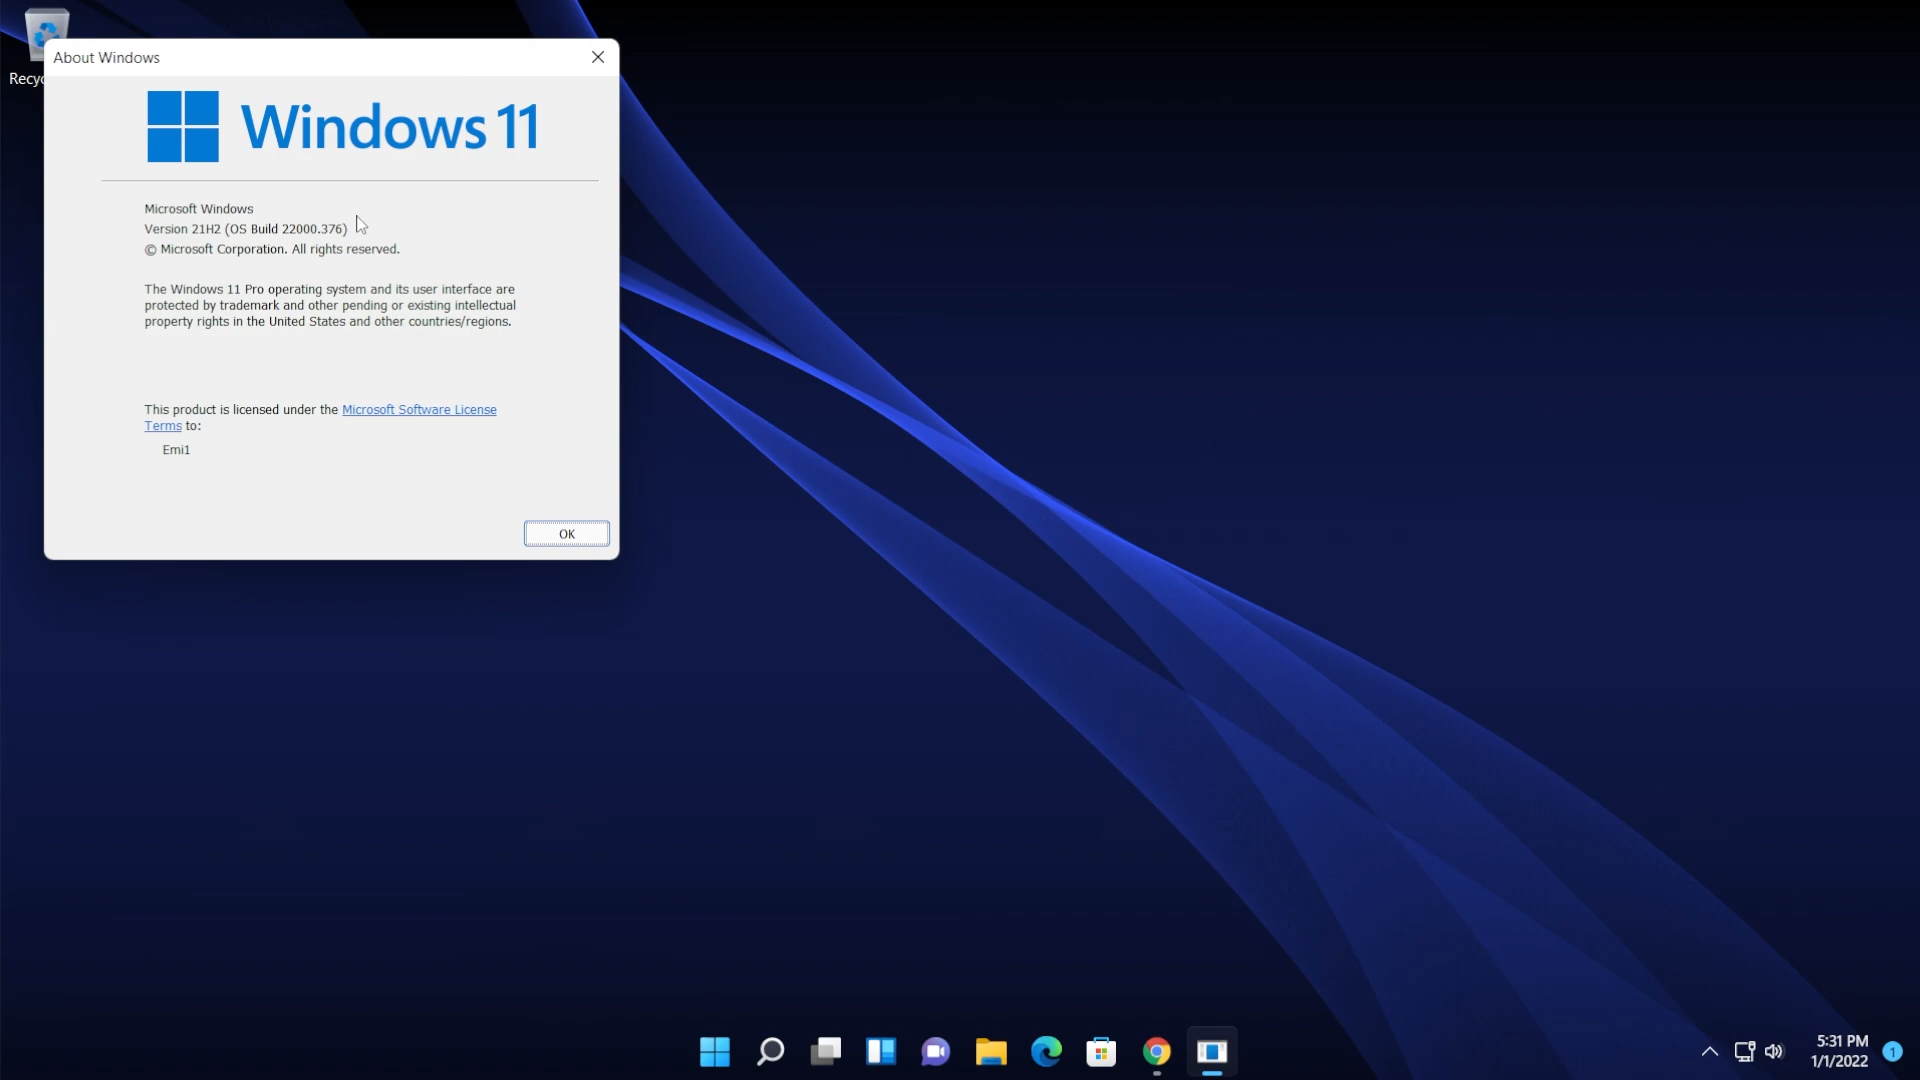 Recyc
About Windows
Windows 11
Microsoft Windows
Version 21H2 (OS Build 22000.376)
© Microsoft Corporation. All rights reserved.
The Windows 11 Pro operating system and its user interface are
protected by trademark and other pending or existing intellectual
property rights in the United States and other countries/regions.
This product is licensed under the Microsoft Software License
Terms to:
Emi1
OK
5:31 PM
1/1/2022
1